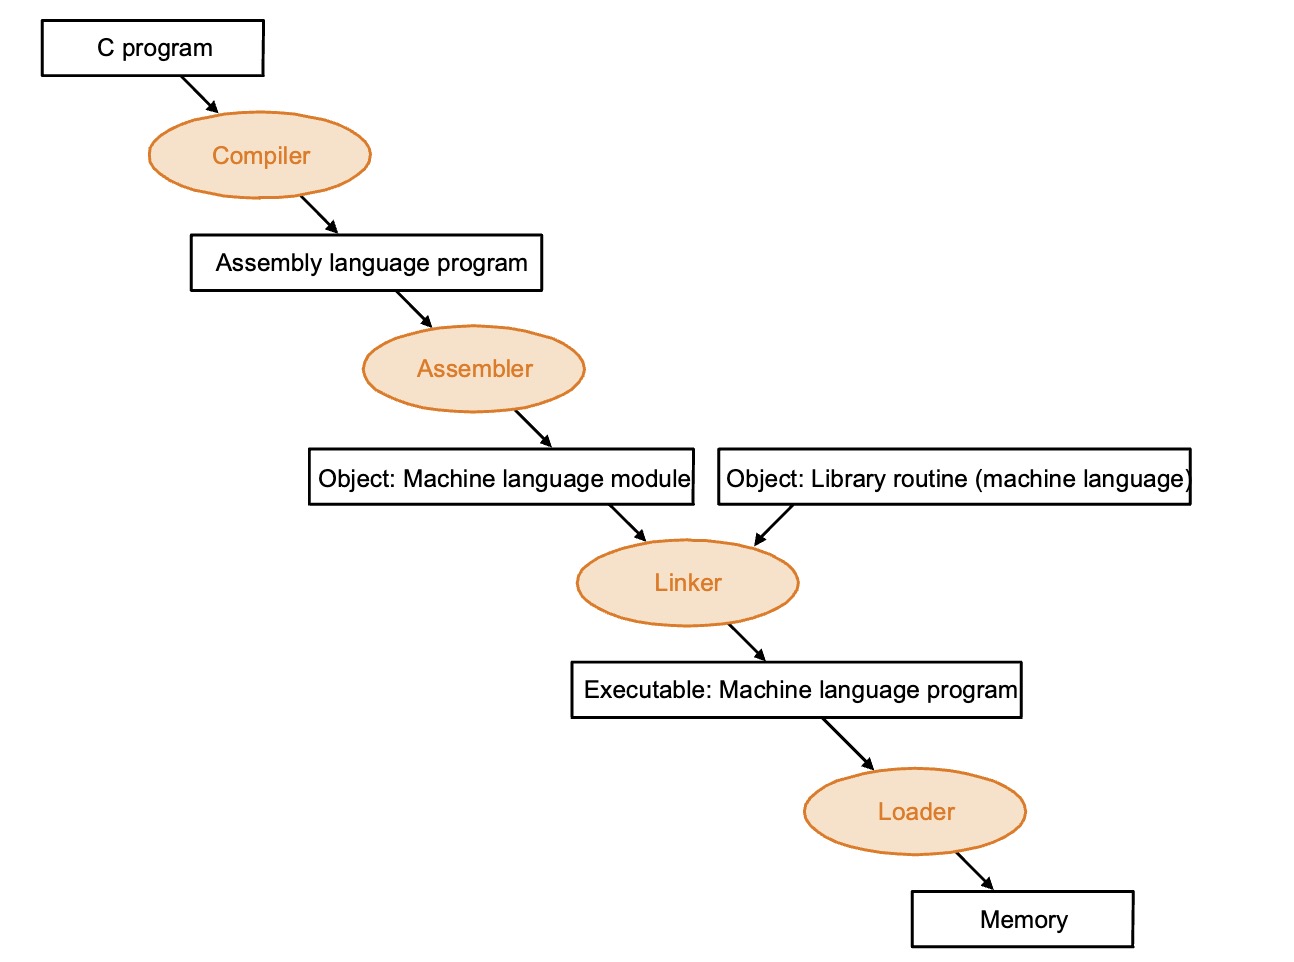 C program
Compiler
Assembly language program
Assembler
Object: Machine language module
Object: Library routine (machine language)
Linker
Executable: Machine language program
Loader
Memory